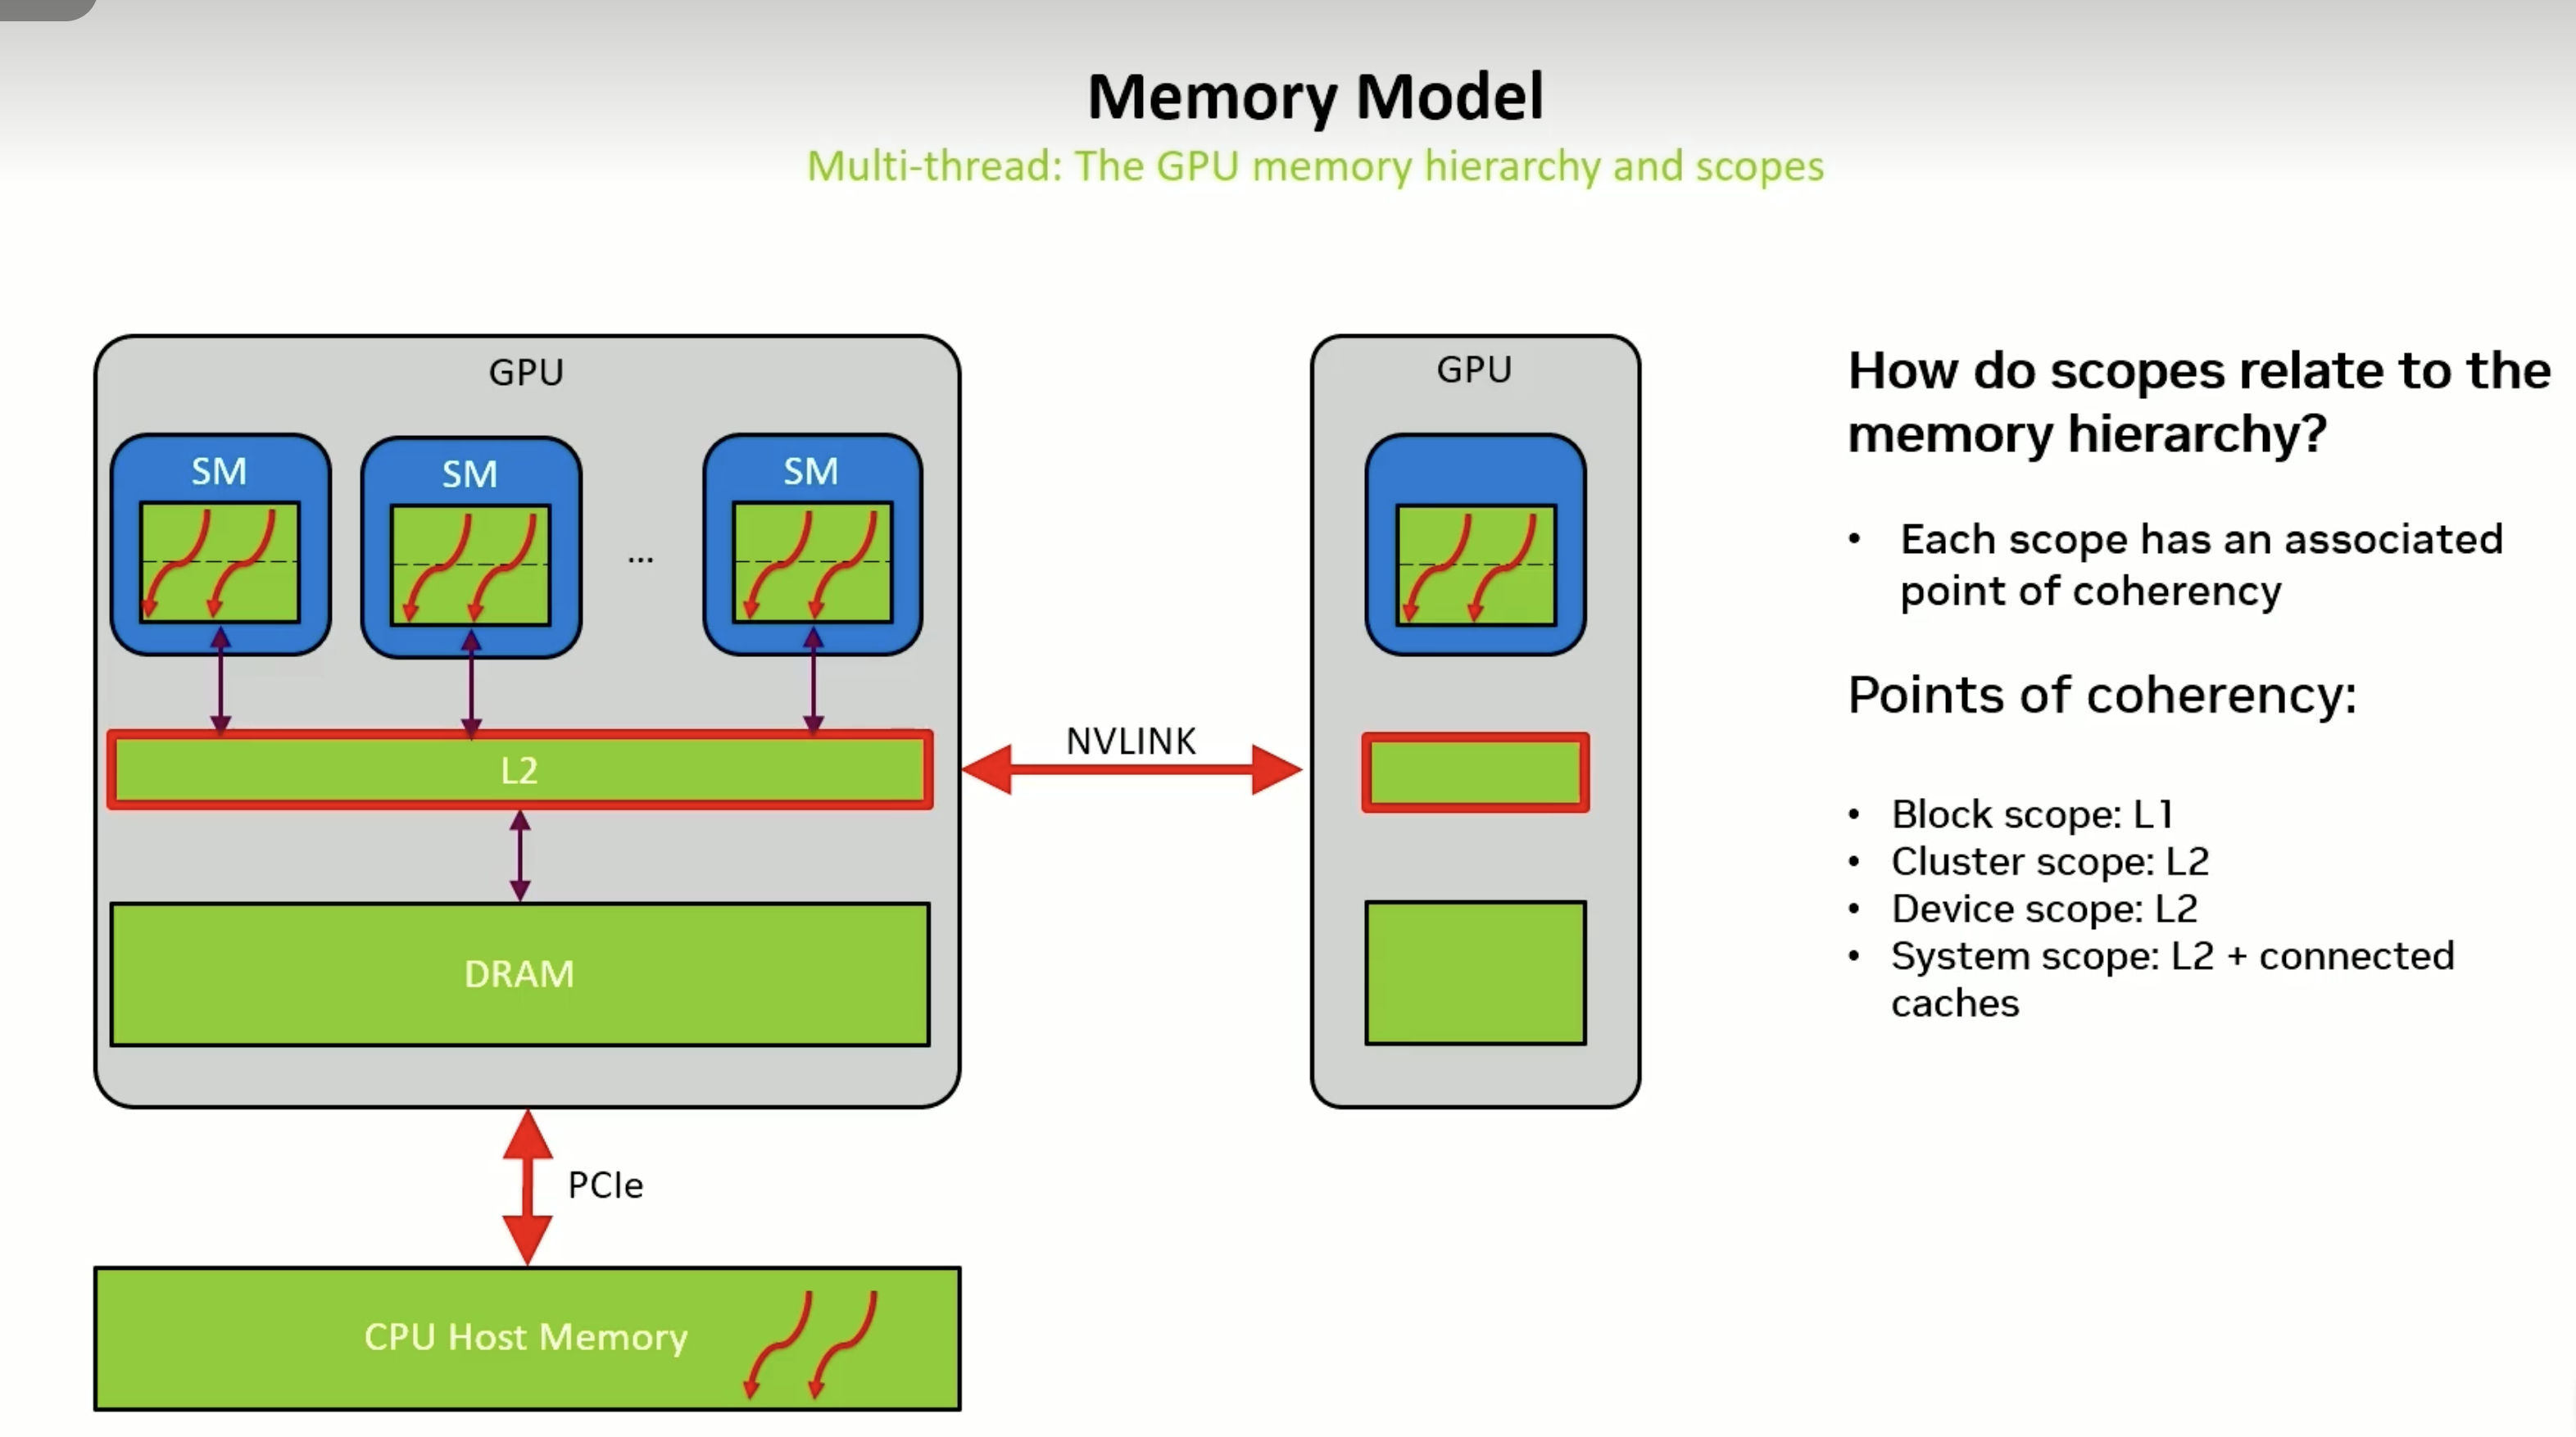 Memory Model
Multi-thread: The GPU memory hierarchy and scopes
GPU
SM
SM
...
SM
L2
DRAM
NVLINK
GPU
PCIe
CPU Host Memory
How do scopes relate to the
memory hierarchy?
• Each scope has an associated
point of coherency
Points of coherency:
• Block scope: L1
• Cluster scope: L2
• Device scope: L2
• System scope: L2 + connected
caches